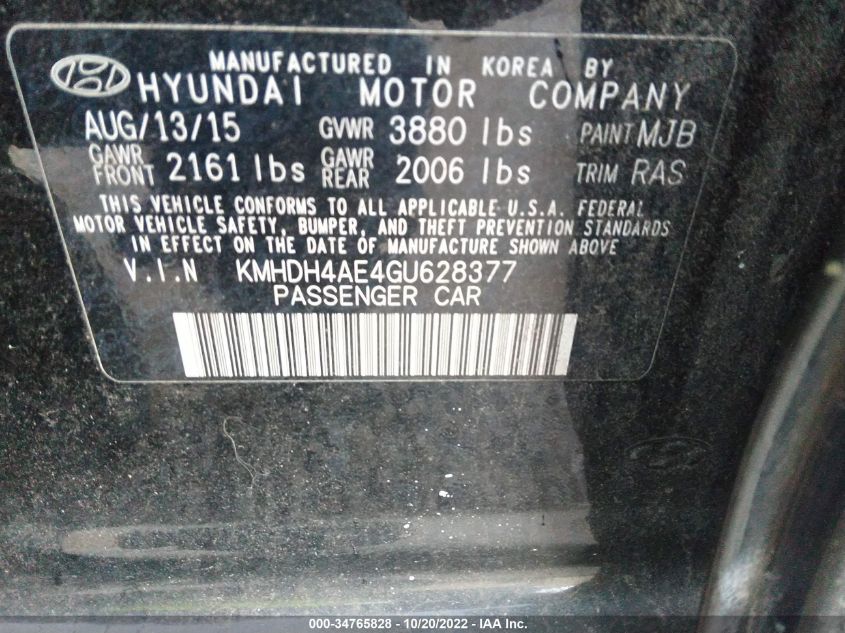 MANUFACTURED IN KOREA BY
HYUNDAI MOTOR COMPANY
AUG/13/15 GVWR 3880 lbs PAINT MJB
GAWR FRONT 2161 lbs GAWR REAR 2006 lbs TRIM RAS
THIS VEHICLE CONFORMS TO ALL APPLICABLE U.S.A. FEDERAL
MOTOR VEHICLE SAFETY, BUMPER, AND THEFT PREVENTION STANDARDS
IN EFFECT ON THE DATE OF MANUFACTURE SHOWN ABOVE
V.I.N KMHDH4AE4GU628377
PASSENGER CAR
000-34765828 - 10/20/2022 - IAA Inc.